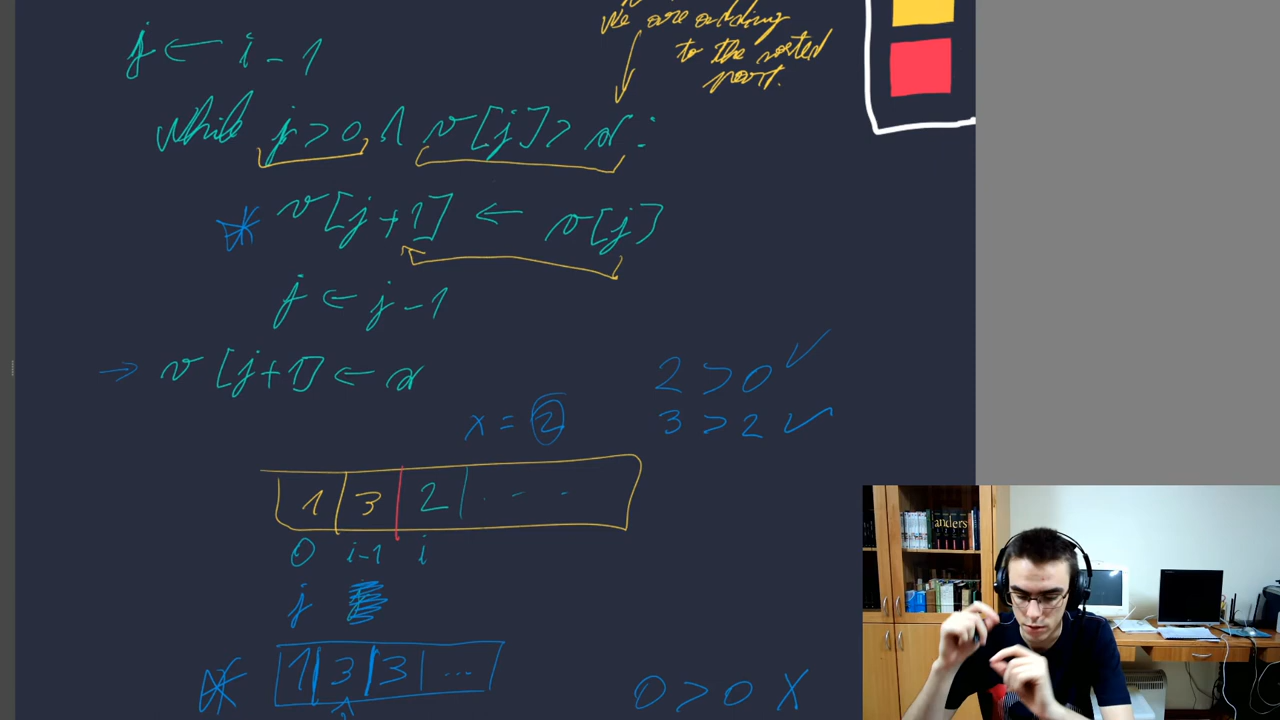 We are adding
to the sorted
part.
j ← i - 1
while j > 0 ∧ v[j] > x :
* v[j+1] ← v[j]
j ← j - 1
→ v[j+1] ← x
2 > 0 ✓
x = 2
3 > 2 ✓
1 | 3 | 2 | . - -
0 i-1 i
j
* 1 | 3 | 3 | ...
0 > 0 X
anders